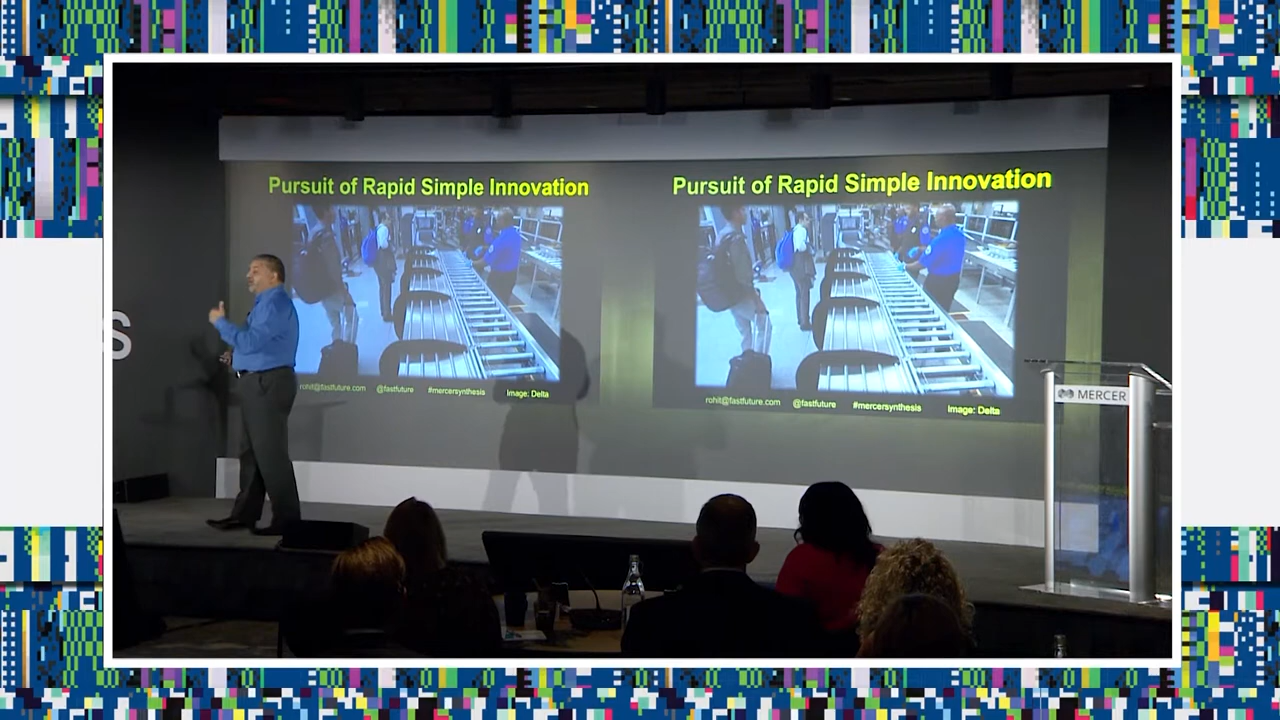 Pursuit of Rapid Simple Innovation
rohit@fastfuture.com @fastfuture #mercersynthesis Image: Delta
Pursuit of Rapid Simple Innovation
rohit@fastfuture.com @fastfuture #mercersynthesis Image: Delta
S
MERCER